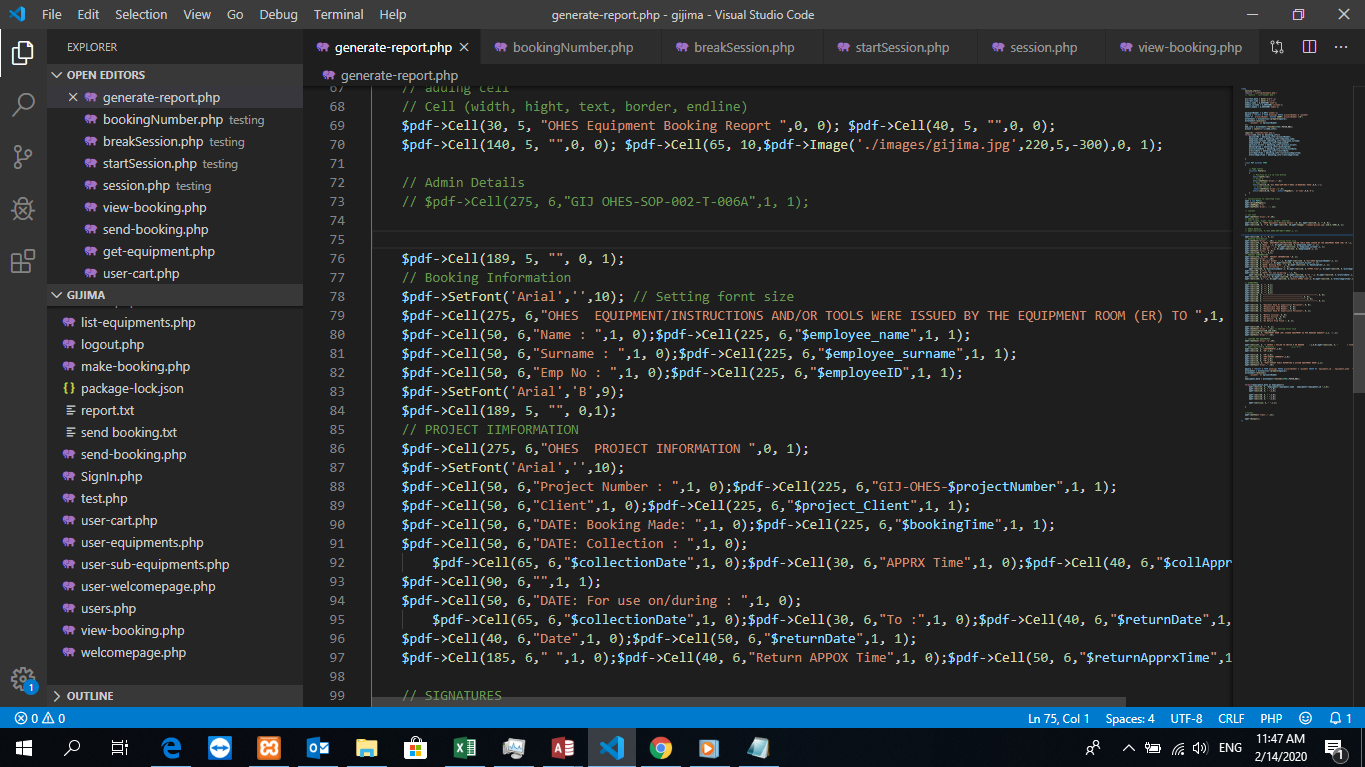 File Edit Selection View Go Debug Terminal Help
generate-report.php - gijima - Visual Studio Code
EXPLORER
OPEN EDITORS
generate-report.php
bookingNumber.php testing
breakSession.php testing
startSession.php testing
session.php testing
view-booking.php
send-booking.php
get-equipment.php
user-cart.php
GIJIMA
list-equipments.php
logout.php
make-booking.php
{} package-lock.json
report.txt
send booking.txt
send-booking.php
SignIn.php
test.php
user-cart.php
user-equipments.php
user-sub-equipments.php
user-welcomepage.php
users.php
view-booking.php
welcomepage.php
OUTLINE
generate-report.php bookingNumber.php breakSession.php startSession.php session.php view-booking.php
generate-report.php
67 // adding cell
68 // Cell (width, hight, text, border, endline)
69 $pdf->Cell(30, 5, "OHES Equipment Booking Reoprt ",0, 0); $pdf->Cell(40, 5, "",0, 0);
70 $pdf->Cell(140, 5, "",0, 0); $pdf->Cell(65, 10,$pdf->Image('./images/gijima.jpg',220,5,-300),0, 1);
71
72 // Admin Details
73 // $pdf->Cell(275, 6,"GIJ OHES-SOP-002-T-006A",1, 1);
74
75
76 $pdf->Cell(189, 5, "", 0, 1);
77 // Booking Information
78 $pdf->SetFont('Arial','',10); // Setting fornt size
79 $pdf->Cell(275, 6,"OHES  EQUIPMENT/INSTRUCTIONS AND/OR TOOLS WERE ISSUED BY THE EQUIPMENT ROOM (ER) TO ",1,
80 $pdf->Cell(50, 6,"Name : ",1, 0);$pdf->Cell(225, 6,"$employee_name",1, 1);
81 $pdf->Cell(50, 6,"Surname : ",1, 0);$pdf->Cell(225, 6,"$employee_surname",1, 1);
82 $pdf->Cell(50, 6,"Emp No : ",1, 0);$pdf->Cell(225, 6,"$employeeID",1, 1);
83 $pdf->SetFont('Arial','B',9);
84 $pdf->Cell(189, 5, "", 0,1);
85 // PROJECT IIMFORMATION
86 $pdf->Cell(275, 6,"OHES  PROJECT INFORMATION ",0, 1);
87 $pdf->SetFont('Arial','',10);
88 $pdf->Cell(50, 6,"Project Number : ",1, 0);$pdf->Cell(225, 6,"GIJ-OHES-$projectNumber",1, 1);
89 $pdf->Cell(50, 6,"Client",1, 0);$pdf->Cell(225, 6,"$project_Client",1, 1);
90 $pdf->Cell(50, 6,"DATE: Booking Made: ",1, 0);$pdf->Cell(225, 6,"$bookingTime",1, 1);
91 $pdf->Cell(50, 6,"DATE: Collection : ",1, 0);
92 $pdf->Cell(65, 6,"$collectionDate",1, 0);$pdf->Cell(30, 6,"APPRX Time",1, 0);$pdf->Cell(40, 6,"$collAppr
93 $pdf->Cell(90, 6,"",1, 1);
94 $pdf->Cell(50, 6,"DATE: For use on/during : ",1, 0);
95 $pdf->Cell(65, 6,"$collectionDate",1, 0);$pdf->Cell(30, 6,"To :",1, 0);$pdf->Cell(40, 6,"$returnDate",1,
96 $pdf->Cell(40, 6,"Date",1, 0);$pdf->Cell(50, 6,"$returnDate",1, 1);
97 $pdf->Cell(185, 6," ",1, 0);$pdf->Cell(40, 6,"Return APPOX Time",1, 0);$pdf->Cell(50, 6,"$returnApprxTime",1
98
99 // SIGNATURES
1
0 0
Ln 75, Col 1 Spaces: 4 UTF-8 CRLF PHP 1
ENG
11:47 AM
2/14/2020
1